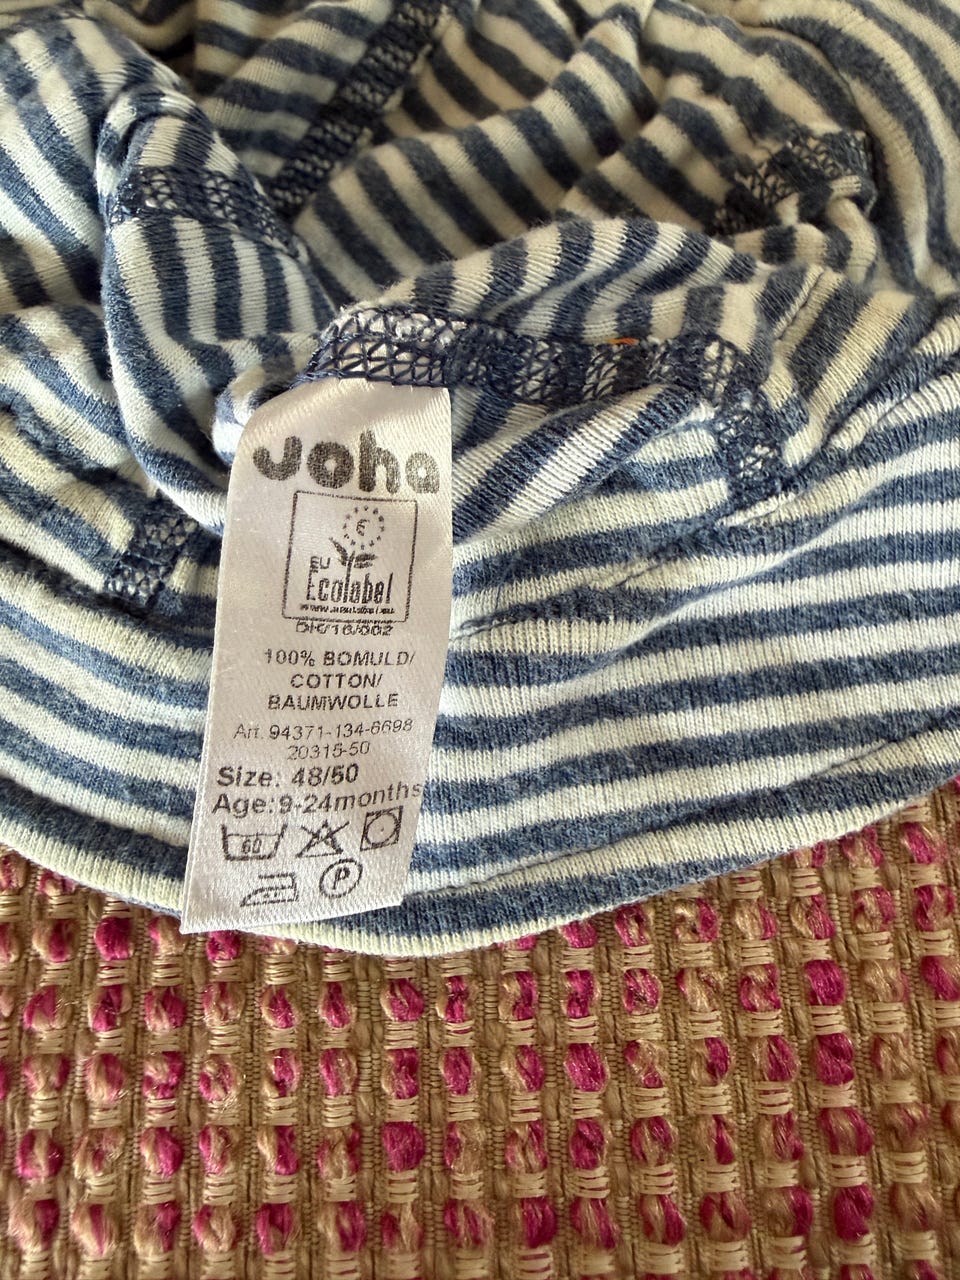 Joha
€
EU
Ecolabel
DK/16/002
100% BOMULD/
COTTON/
BAUMWOLLE
Art. 94371-134-6698
20315-50
Size: 48/50
Age:9-24months
60
P